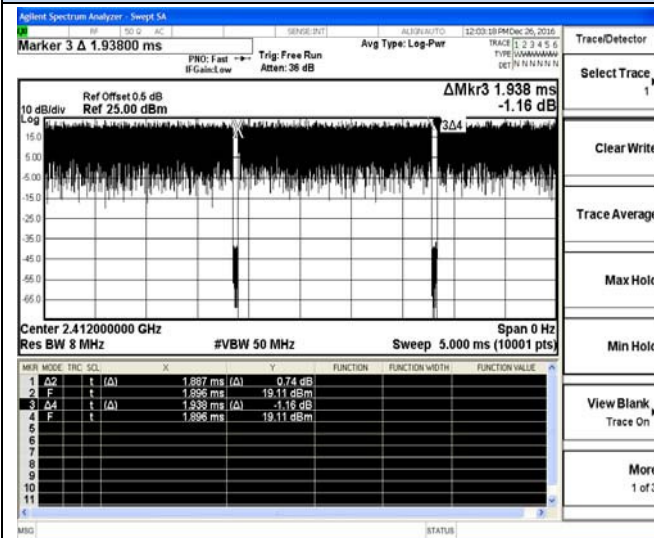 Agilent Spectrum Analyzer - Swept SA
RF 50 Ω AC SENSE:INT ALIGN AUTO 12:03:18 PM Dec 26, 2016
Marker 3 Δ 1.93800 ms
PNO: Fast
IFGain:Low
Trig: Free Run
Atten: 36 dB
Avg Type: Log-Pwr
TRACE 1 2 3 4 5 6
TYPE
DET N N N N N N
Ref Offset 0.5 dB
10 dB/div Ref 25.00 dBm
ΔMkr3 1.938 ms
-1.16 dB
Log
15.0
5.00
-5.00
-15.0
-25.0
-35.0
-45.0
-55.0
-65.0
3Δ4
Center 2.412000000 GHz Span 0 Hz
Res BW 8 MHz #VBW 50 MHz Sweep 5.000 ms (10001 pts)
MKR MODE TRC SCL X Y FUNCTION FUNCTION WIDTH FUNCTION VALUE
1 Δ2 t (Δ) 1.887 ms (Δ) 0.74 dB
2 F t 1.896 ms 19.11 dBm
3 Δ4 t (Δ) 1.938 ms (Δ) -1.16 dB
4 F t 1.896 ms 19.11 dBm
5
6
7
8
9
10
11
MSG STATUS
Trace/Detector
Select Trace
1
Clear Write
Trace Average
Max Hold
Min Hold
View Blank
Trace On
More
1 of 3